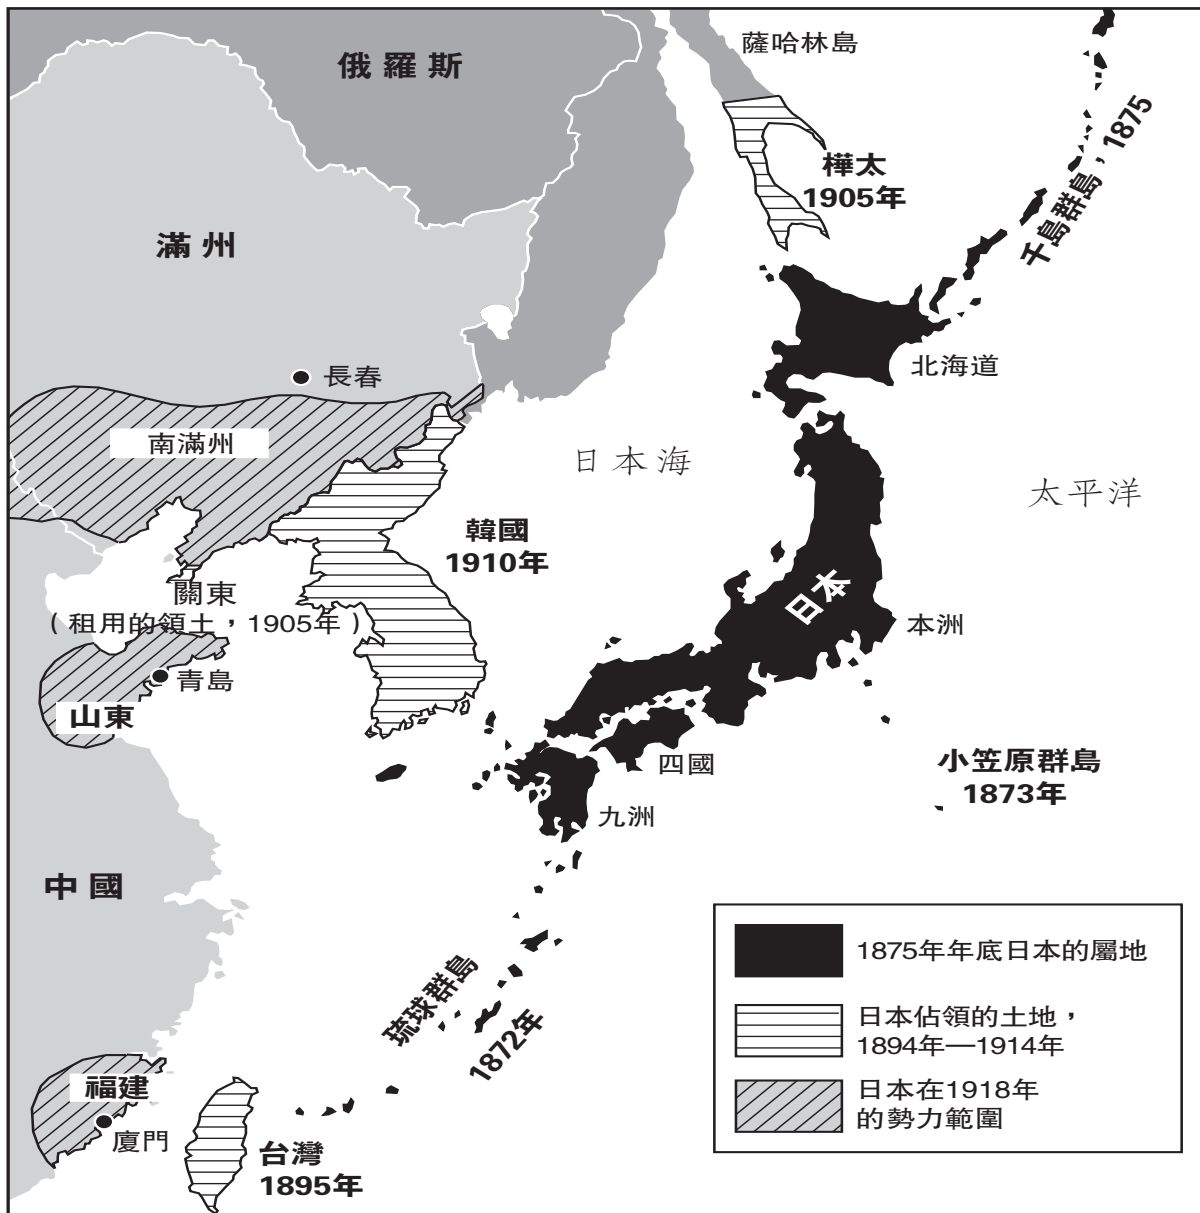 薩哈林島
俄羅斯
千島群島，1875
樺太
1905年
滿州
北海道
長春
南滿州
日本海
太平洋
韓國
1910年
日本
關東
（租用的領土，1905年）
本洲
青島
山東
四國
小笠原群島
1873年
九洲
中國
1875年年底日本的屬地
琉球群島
1872年
日本佔領的土地，
1894年—1914年
福建
日本在1918年
的勢力範圍
廈門
台灣
1895年